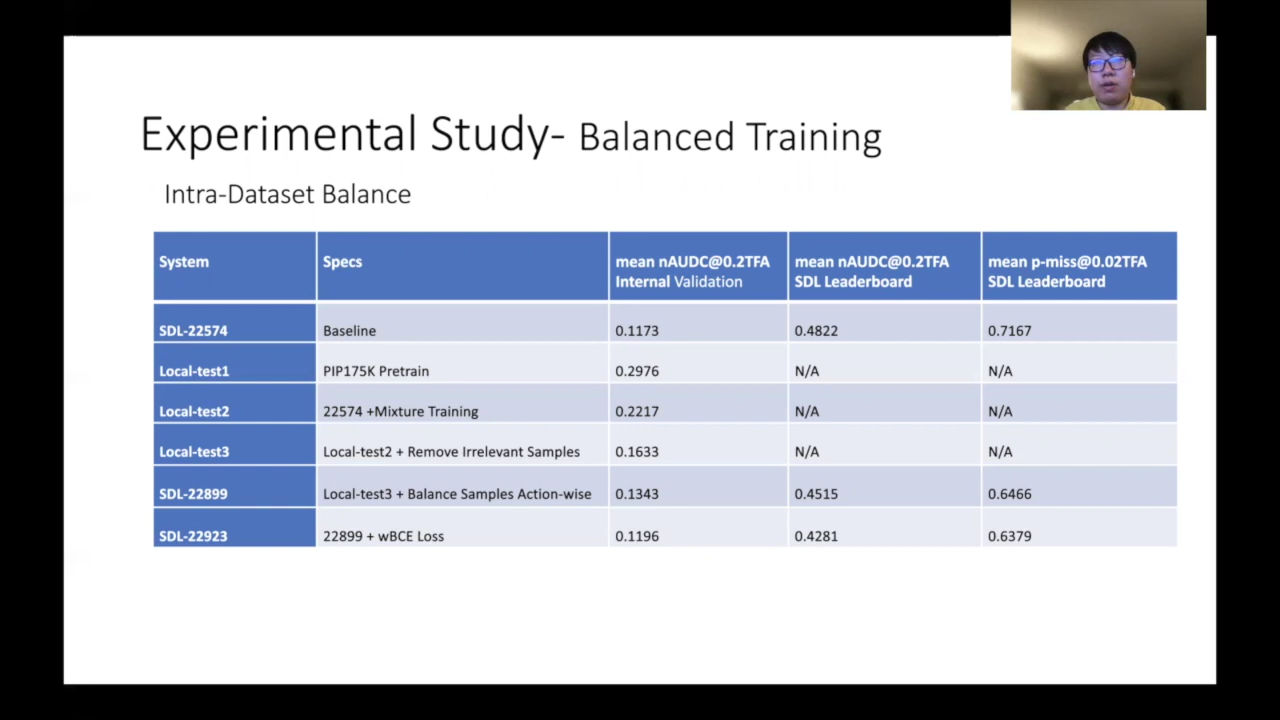 Experimental Study- Balanced Training
Intra-Dataset Balance
System Specs mean nAUDC@0.2TFA Internal Validation mean nAUDC@0.2TFA SDL Leaderboard mean p-miss@0.02TFA SDL Leaderboard
SDL-22574 Baseline 0.1173 0.4822 0.7167
Local-test1 PIP175K Pretrain 0.2976 N/A N/A
Local-test2 22574 +Mixture Training 0.2217 N/A N/A
Local-test3 Local-test2 + Remove Irrelevant Samples 0.1633 N/A N/A
SDL-22899 Local-test3 + Balance Samples Action-wise 0.1343 0.4515 0.6466
SDL-22923 22899 + wBCE Loss 0.1196 0.4281 0.6379